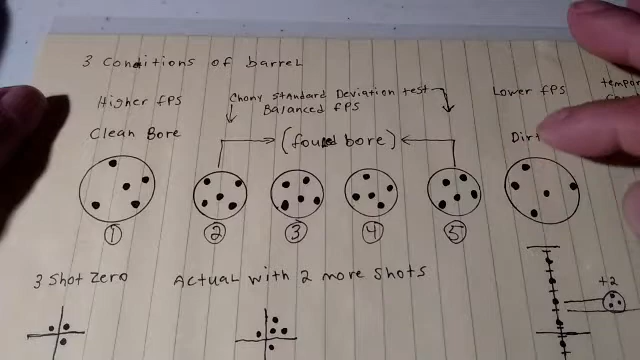 3 Conditions of barrel
Higher fps
Chony Standard Deviation test
Balanced fps
Lower fps
Clean Bore
(fouled bore)
Dirt
1 2 3 4 5
3 Shot Zero
Actual with 2 more shots
+2